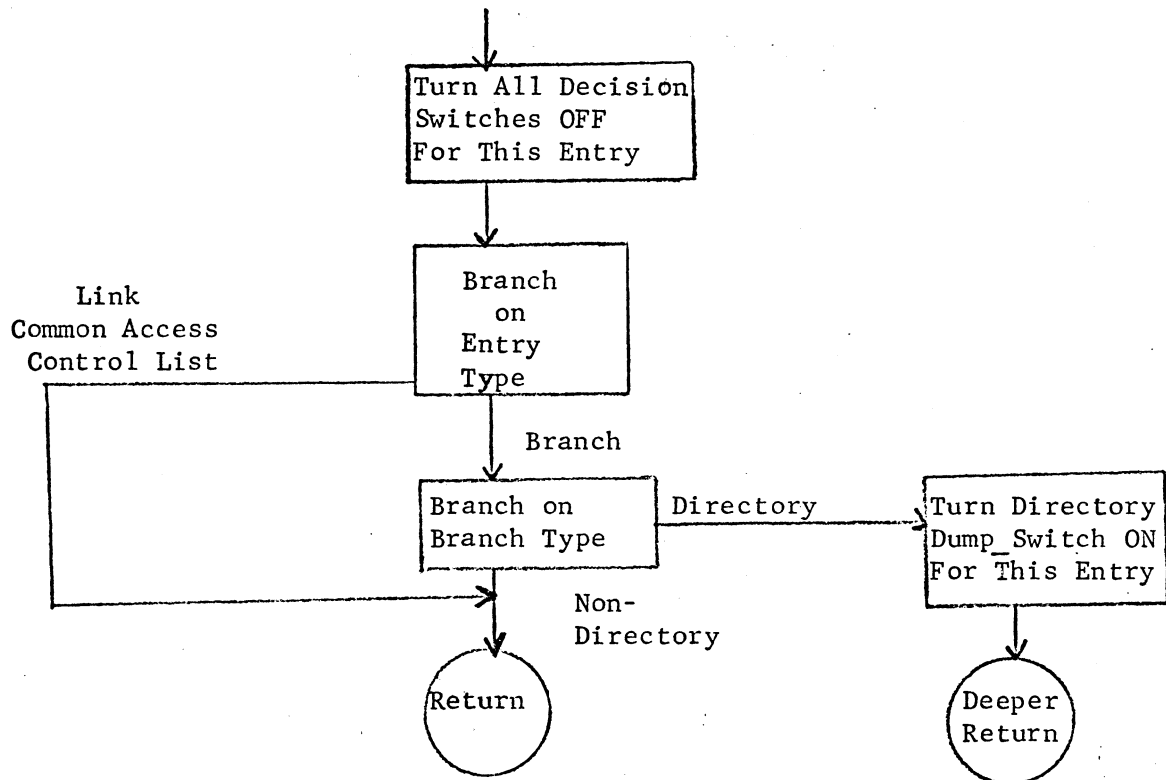 Turn All Decision
Switches OFF
For This Entry
Branch
on
Entry
Type
Link
Common Access
Control List
Branch
Branch on
Branch Type
Directory
Turn Directory
Dump_Switch ON
For This Entry
Non-
Directory
Return
Deeper
Return